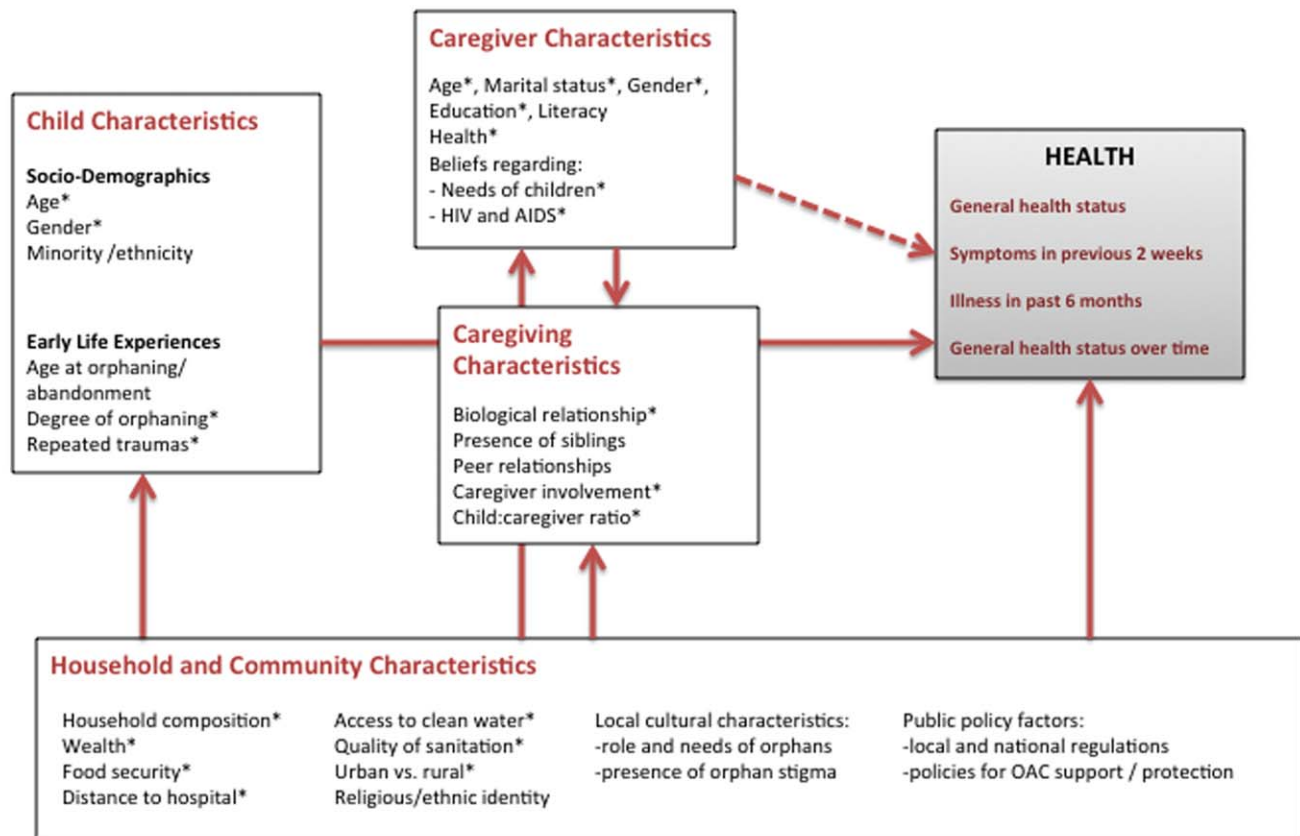 Caregiver Characteristics
Age*, Marital status*, Gender*,
Education*, Literacy
Health*
Beliefs regarding:
- Needs of children*
- HIV and AIDS*
Child Characteristics
Socio-Demographics
Age*
Gender*
Minority /ethnicity
Early Life Experiences
Age at orphaning/
abandonment
Degree of orphaning*
Repeated traumas*
HEALTH
General health status
Symptoms in previous 2 weeks
Illness in past 6 months
General health status over time
Caregiving
Characteristics
Biological relationship*
Presence of siblings
Peer relationships
Caregiver involvement*
Child:caregiver ratio*
Household and Community Characteristics
Household composition*
Wealth*
Food security*
Distance to hospital*
Access to clean water*
Quality of sanitation*
Urban vs. rural*
Religious/ethnic identity
Local cultural characteristics:
-role and needs of orphans
-presence of orphan stigma
Public policy factors:
-local and national regulations
-policies for OAC support / protection